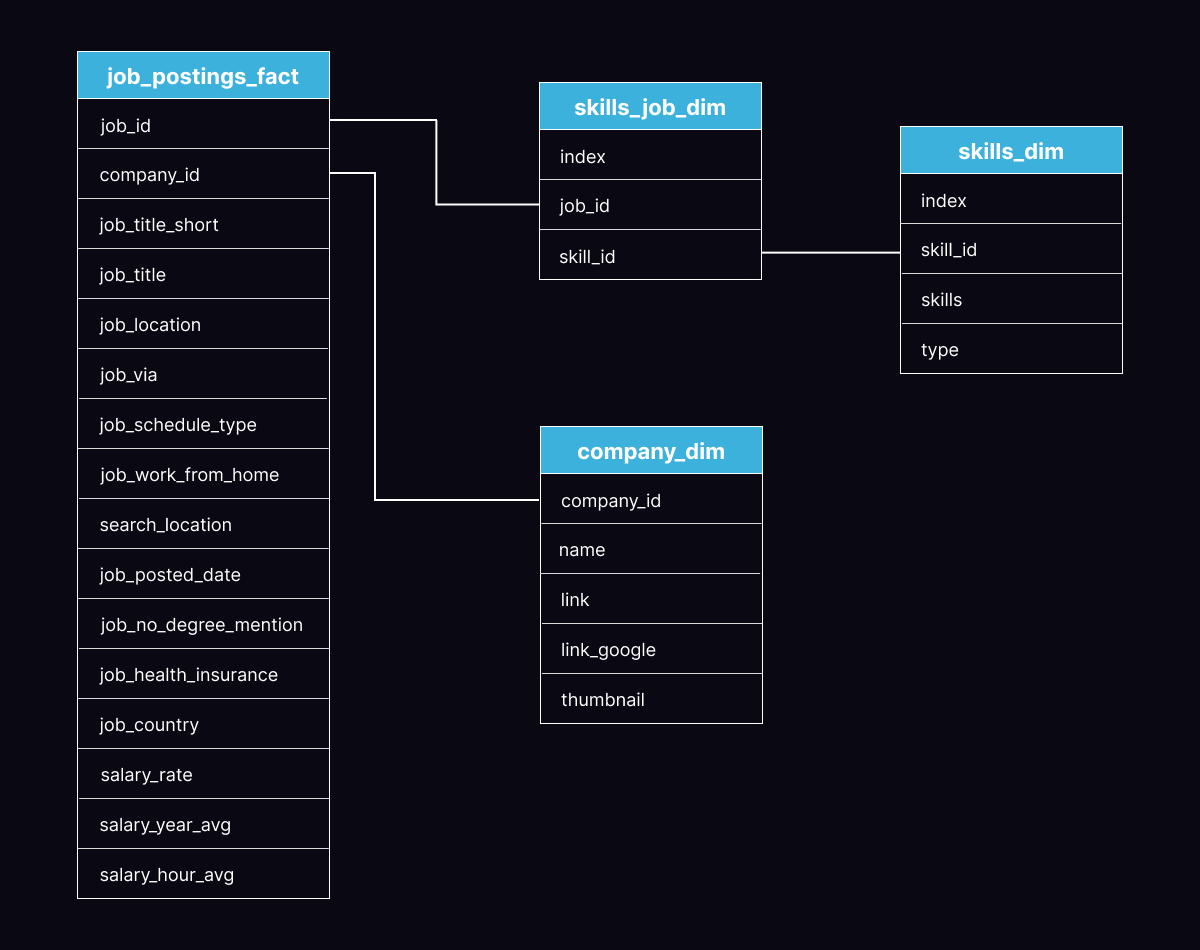 job_postings_fact
job_id
company_id
job_title_short
job_title
job_location
job_via
job_schedule_type
job_work_from_home
search_location
job_posted_date
job_no_degree_mention
job_health_insurance
job_country
salary_rate
salary_year_avg
salary_hour_avg
skills_job_dim
index
job_id
skill_id
skills_dim
index
skill_id
skills
type
company_dim
company_id
name
link
link_google
thumbnail